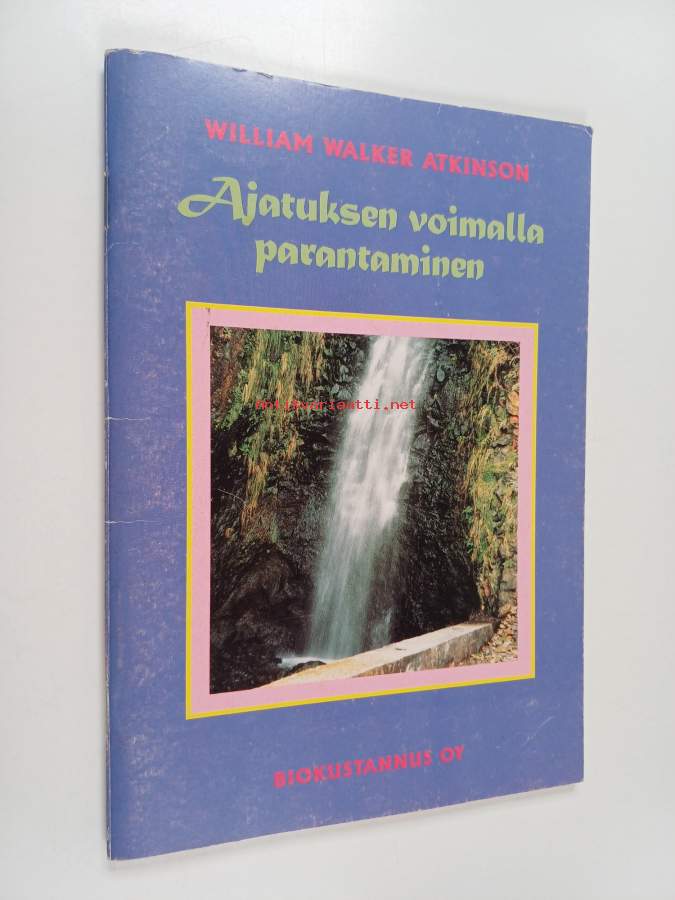 WILLIAM WALKER ATKINSON
Ajatuksen voimalla
parantaminen
antikvariaatti.net
BIOKUSTANNUS OY